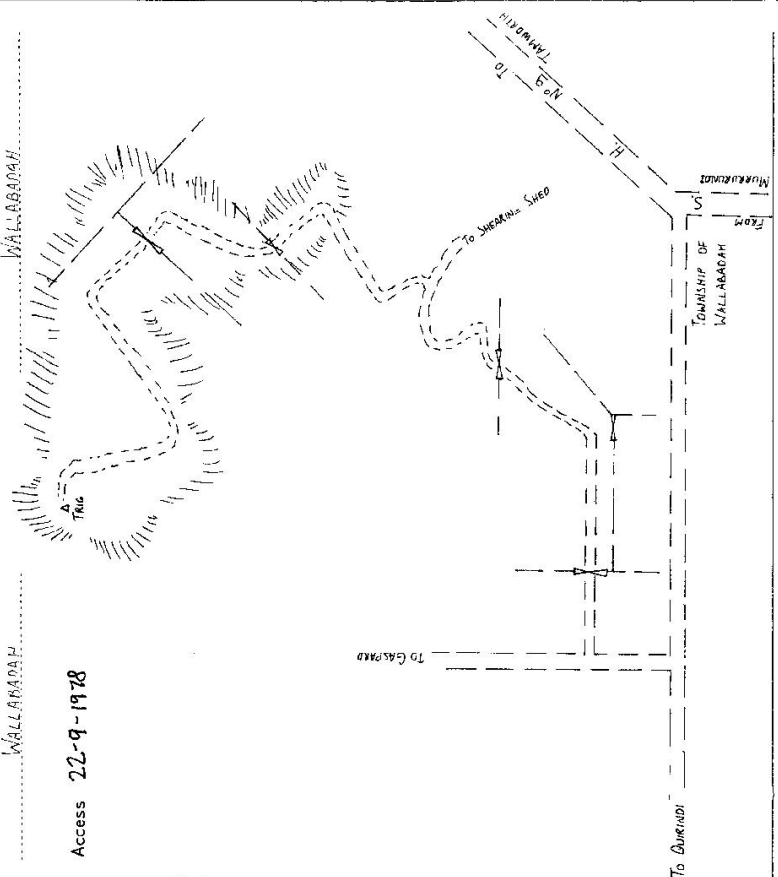 WALLABADAH
WALLABADAH
Access 22-9-1978
TRIG
TO SHEARING SHED
TO TAMWORTH
H. Nº 9
S.
FROM MURRURUNDI
TOWNSHIP OF
WALLABADAH
TO GASPARD
TO QUIRINDI